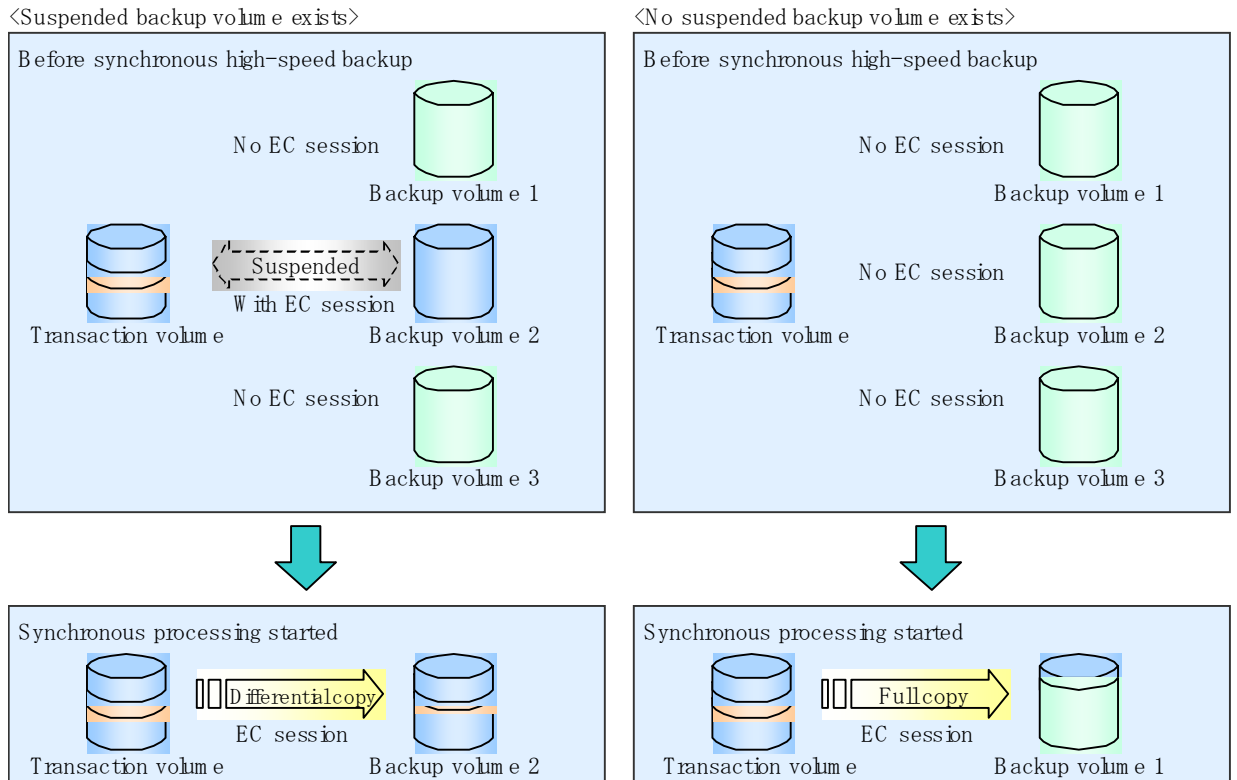 <Suspended backup volume exists>
Before synchronous high-speed backup
No EC session
Backup volume 1
Suspended
With EC session
Transaction volume
Backup volume 2
No EC session
Backup volume 3
Synchronous processing started
Differential copy
EC session
Transaction volume
Backup volume 2
<No suspended backup volume exists>
Before synchronous high-speed backup
No EC session
Backup volume 1
No EC session
Transaction volume
Backup volume 2
No EC session
Backup volume 3
Synchronous processing started
Full copy
EC session
Transaction volume
Backup volume 1